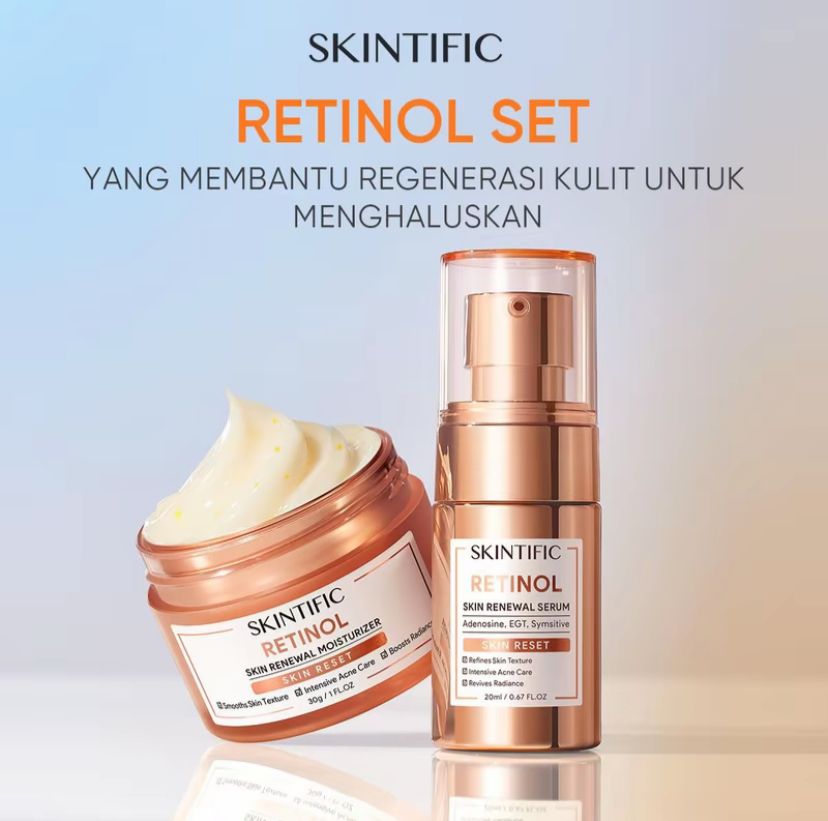 SKINTIFIC
RETINOL SET
YANG MEMBANTU REGENERASI KULIT UNTUK
MENGHALUSKAN
SKINTIFIC
RETINOL
SKIN RENEWAL MOISTURIZER
SKIN RESET
Smooths Skin Texture Intensive Acne Care Boosts Radiance
30g / 1 FL.OZ
SKINTIFIC
RETINOL
SKIN RENEWAL SERUM
Adenosine, EGT, Symsitive
SKIN RESET
Refines Skin Texture
Intensive Acne Care
Revives Radiance
20ml / 0.67 FL.OZ